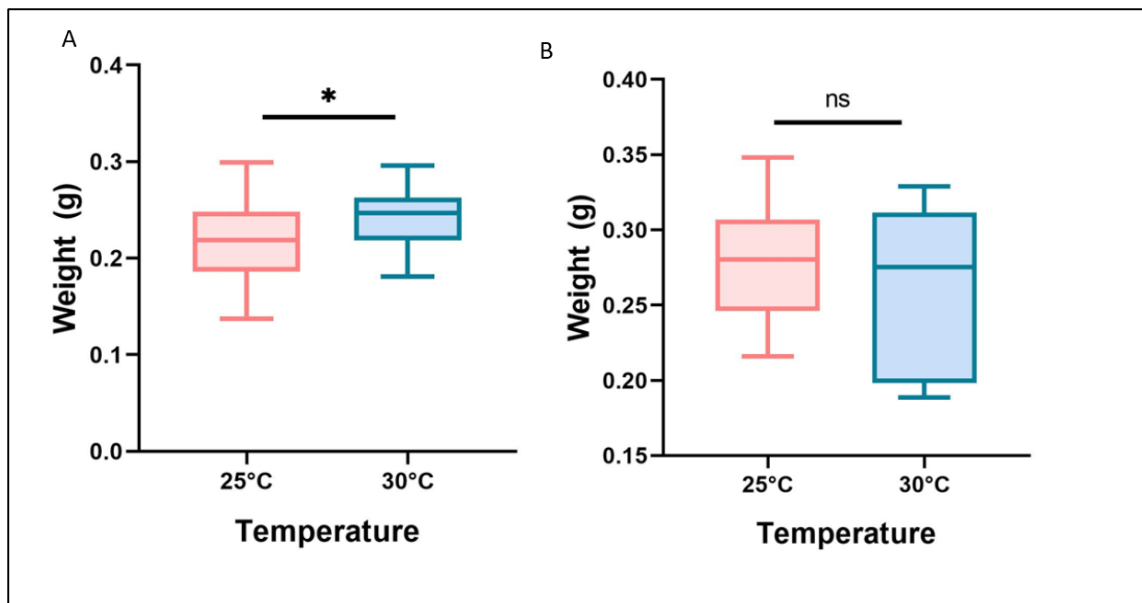 A
0.4
0.3
0.2
0.1
0.0
Weight (g)
*
25°C
30°C
Temperature
B
0.40
0.35
0.30
0.25
0.20
0.15
Weight (g)
ns
25°C
30°C
Temperature